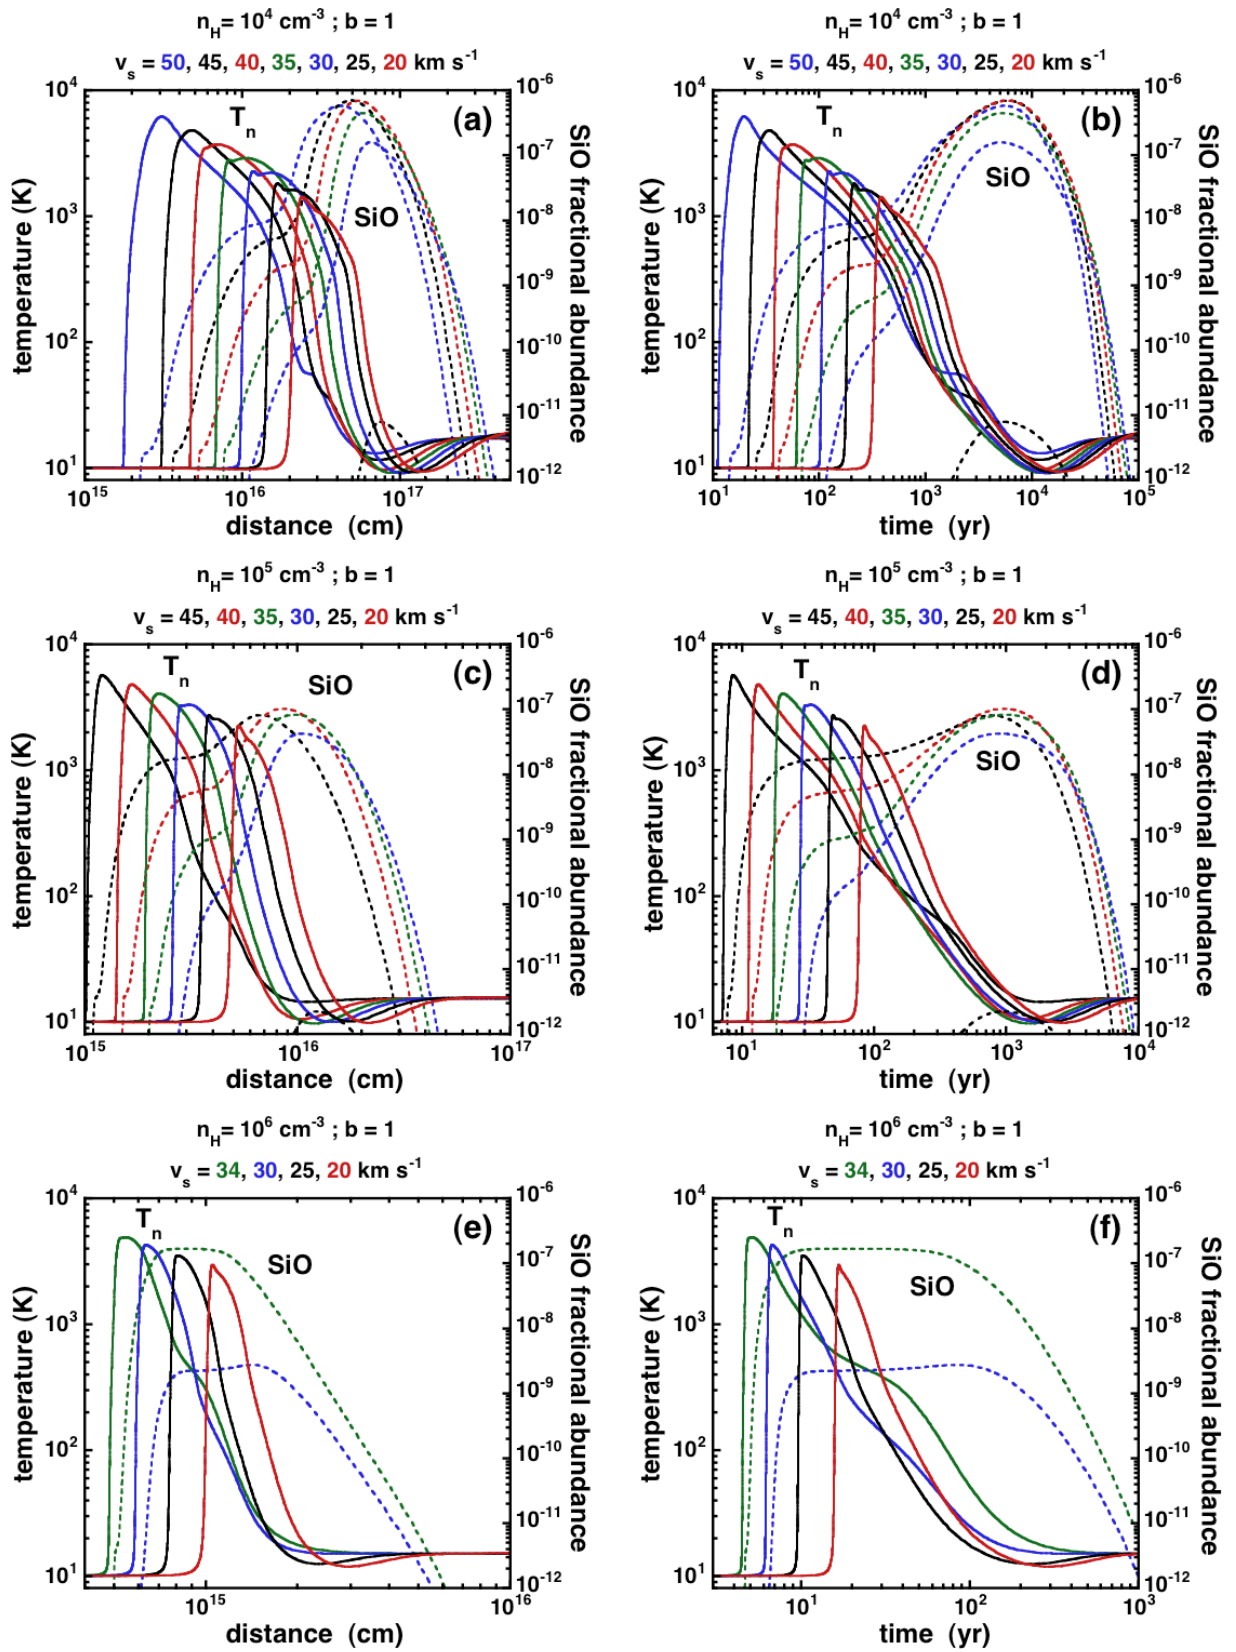 n_H= 10^4 cm^-3 ; b = 1
v_s = 50, 45, 40, 35, 30, 25, 20 km s^-1
10^4
10^3
10^2
10^1
temperature (K)
T_n
(a)
SiO
10^-6
10^-7
10^-8
10^-9
10^-10
10^-11
10^-12
SiO fractional abundance
10^15
10^16
10^17
distance (cm)
n_H= 10^4 cm^-3 ; b = 1
v_s = 50, 45, 40, 35, 30, 25, 20 km s^-1
10^4
10^3
10^2
10^1
temperature (K)
T_n
(b)
SiO
10^-6
10^-7
10^-8
10^-9
10^-10
10^-11
10^-12
SiO fractional abundance
10^1
10^2
10^3
10^4
10^5
time (yr)
n_H= 10^5 cm^-3 ; b = 1
v_s = 45, 40, 35, 30, 25, 20 km s^-1
10^4
10^3
10^2
10^1
temperature (K)
T_n
(c)
SiO
10^-6
10^-7
10^-8
10^-9
10^-10
10^-11
10^-12
SiO fractional abundance
10^15
10^16
10^17
distance (cm)
n_H= 10^5 cm^-3 ; b = 1
v_s = 45, 40, 35, 30, 25, 20 km s^-1
10^4
10^3
10^2
10^1
temperature (K)
T_n
(d)
SiO
10^-6
10^-7
10^-8
10^-9
10^-10
10^-11
10^-12
SiO fractional abundance
10^1
10^2
10^3
10^4
time (yr)
n_H= 10^6 cm^-3 ; b = 1
v_s = 34, 30, 25, 20 km s^-1
10^4
10^3
10^2
10^1
temperature (K)
T_n
(e)
SiO
10^-6
10^-7
10^-8
10^-9
10^-10
10^-11
10^-12
SiO fractional abundance
10^15
10^16
distance (cm)
n_H= 10^6 cm^-3 ; b = 1
v_s = 34, 30, 25, 20 km s^-1
10^4
10^3
10^2
10^1
temperature (K)
T_n
(f)
SiO
10^-6
10^-7
10^-8
10^-9
10^-10
10^-11
10^-12
SiO fractional abundance
10^1
10^2
10^3
time (yr)